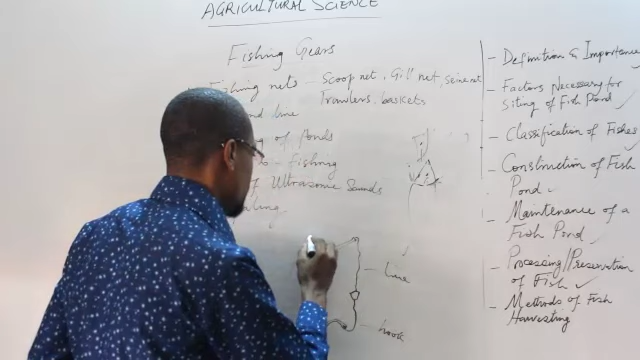 AGRICULTURAL SCIENCE
Fishing Gears
Fishing nets - Scoop net, Gill net, seine net
Trawlers, baskets
line
of Ponds
fishing
Ultrasonic Sounds
line
hook
- Definition & Importance
- Factors Necessary for
Siting of Fish Pond ✓
- Classification of Fishes
- Construction of Fish
Pond
- Maintenance of a
Fish Pond
- Processing/Preservation
of Fish ✓
- Methods of Fish
Harvesting